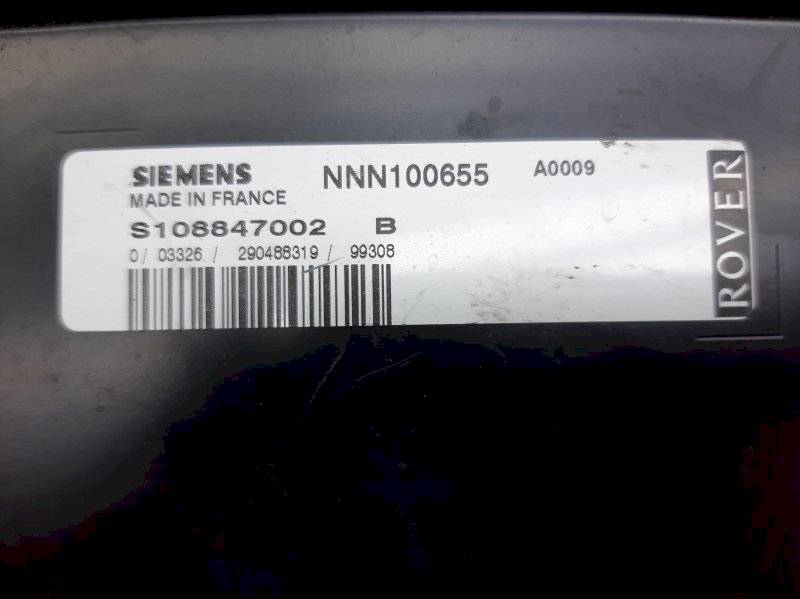 SIEMENS NNN100655 A0009
MADE IN FRANCE
S108847002 B
0/ 03326 / 290488319 / 99308
ROVER